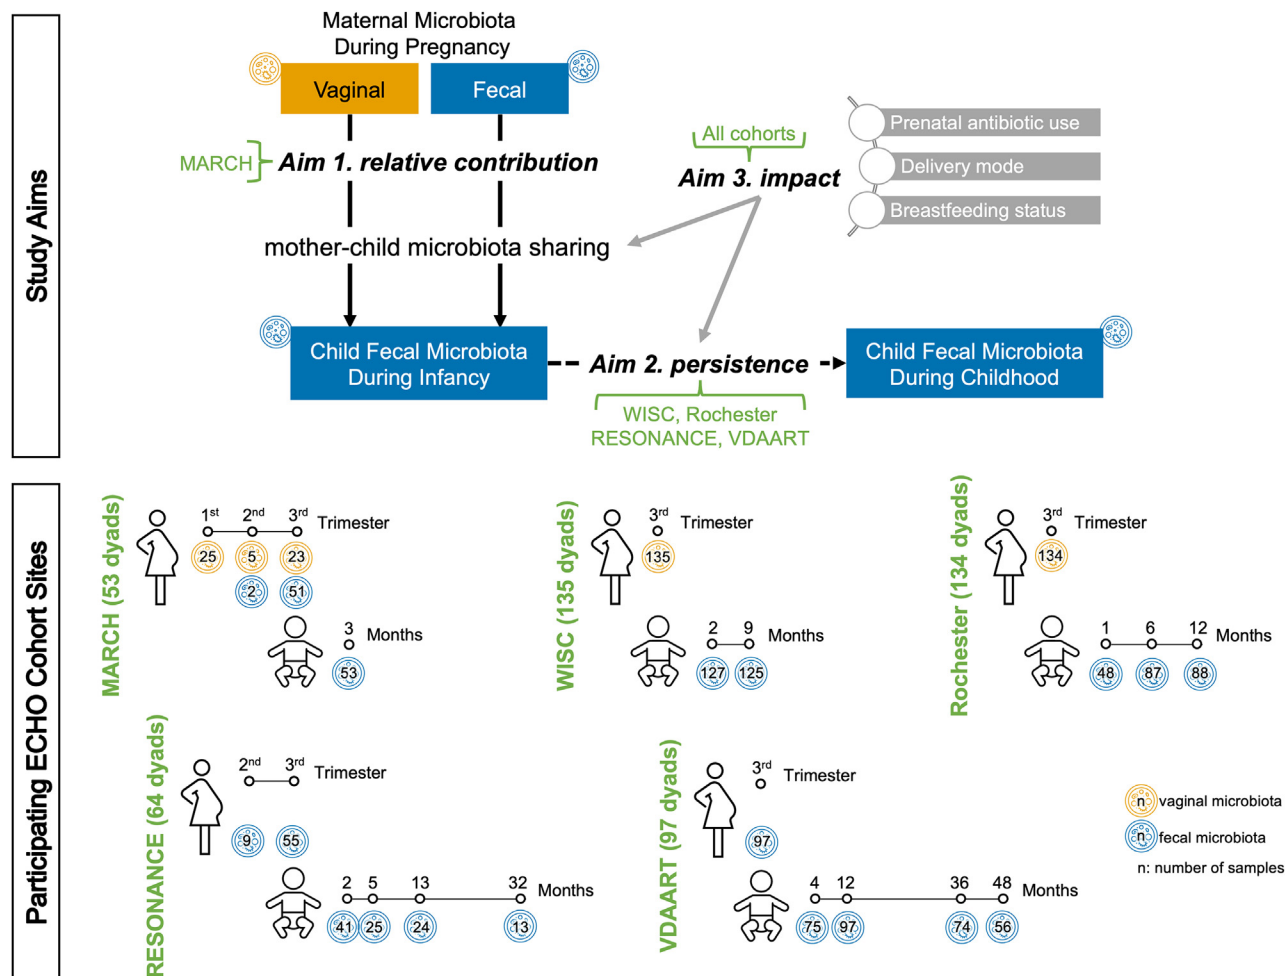 Study Aims
Maternal Microbiota
During Pregnancy
Vaginal
Fecal
MARCH
Aim 1. relative contribution
mother-child microbiota sharing
All cohorts
Aim 3. impact
Prenatal antibiotic use
Delivery mode
Breastfeeding status
Child Fecal Microbiota
During Infancy
Aim 2. persistence
WISC, Rochester
RESONANCE, VDAART
Child Fecal Microbiota
During Childhood
Participating ECHO Cohort Sites
MARCH (53 dyads)
1st 2nd 3rd Trimester
25 5 23
2 51
3 Months
53
WISC (135 dyads)
3rd Trimester
135
2 9 Months
127 125
Rochester (134 dyads)
3rd Trimester
134
1 6 12 Months
48 87 88
RESONANCE (64 dyads)
2nd 3rd Trimester
9 55
2 5 13 32 Months
41 25 24 13
VDAART (97 dyads)
3rd Trimester
97
4 12 36 48 Months
75 97 74 56
n vaginal microbiota
n fecal microbiota
n: number of samples